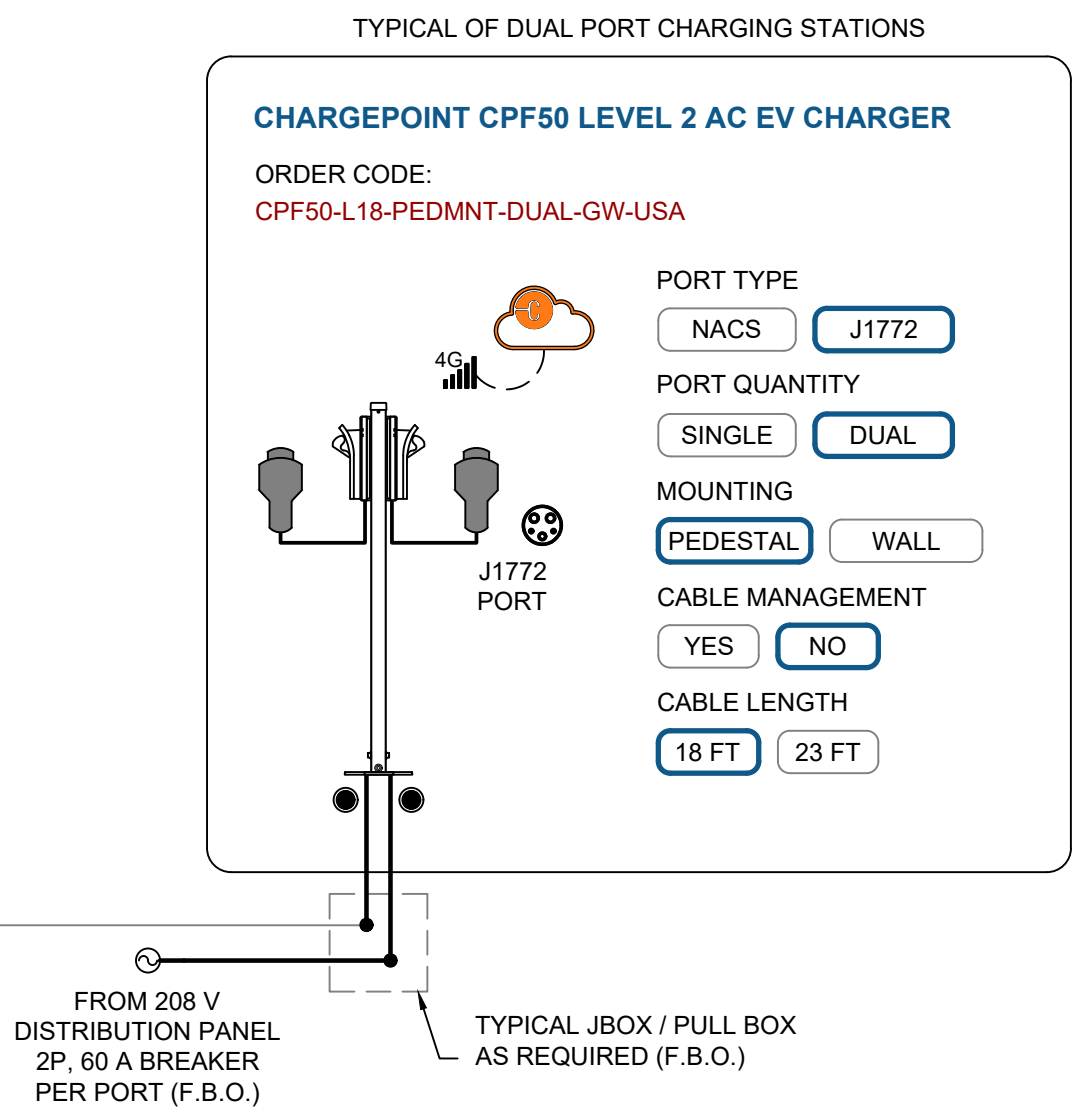 TYPICAL OF DUAL PORT CHARGING STATIONS
CHARGEPOINT CPF50 LEVEL 2 AC EV CHARGER
ORDER CODE:
CPF50-L18-PEDMNT-DUAL-GW-USA
PORT TYPE
NACS J1772
PORT QUANTITY
SINGLE DUAL
MOUNTING
PEDESTAL WALL
CABLE MANAGEMENT
YES NO
CABLE LENGTH
18 FT 23 FT
C
4G
J1772
PORT
FROM 208 V
DISTRIBUTION PANEL
2P, 60 A BREAKER
PER PORT (F.B.O.)
TYPICAL JBOX / PULL BOX
AS REQUIRED (F.B.O.)